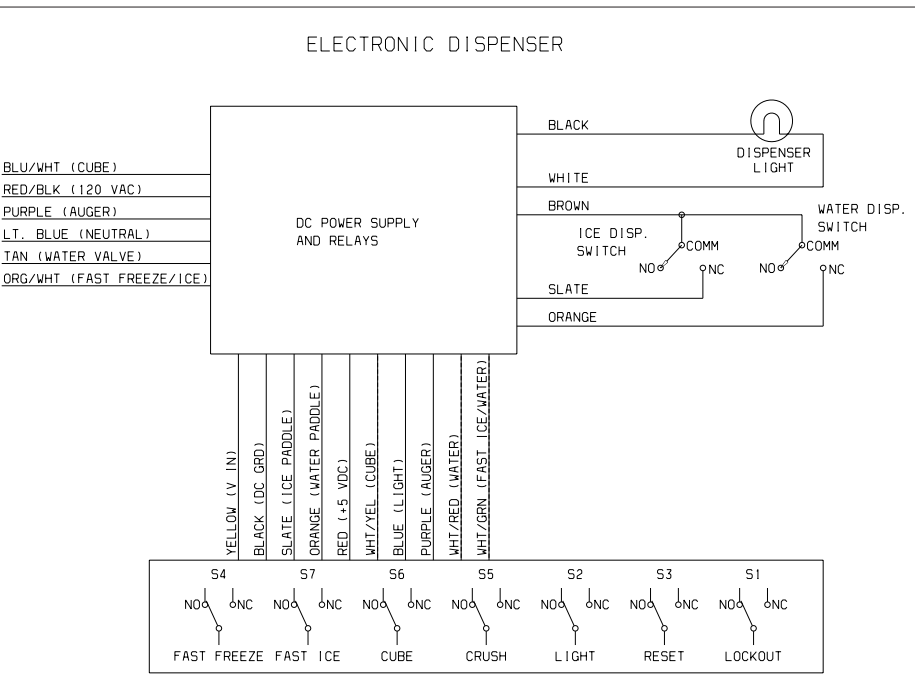 ELECTRONIC DISPENSER
BLACK
DISPENSER
LIGHT
WHITE
BROWN
WATER DISP.
SWITCH
ICE DISP.
SWITCH
COMM
NO
NC
COMM
NO
NC
SLATE
ORANGE
BLU/WHT (CUBE)
RED/BLK (120 VAC)
PURPLE (AUGER)
LT. BLUE (NEUTRAL)
TAN (WATER VALVE)
ORG/WHT (FAST FREEZE/ICE)
DC POWER SUPPLY
AND RELAYS
YELLOW (V IN)
BLACK (DC GRD)
SLATE (ICE PADDLE)
ORANGE (WATER PADDLE)
RED (+5 VDC)
WHT/YEL (CUBE)
BLUE (LIGHT)
PURPLE (AUGER)
WHT/RED (WATER)
WHT/GRN (FAST ICE/WATER)
S4 S7 S6 S5 S2 S3 S1
NO NC NO NC NO NC NO NC NO NC NO NC NO NC
FAST FREEZE FAST ICE CUBE CRUSH LIGHT RESET LOCKOUT